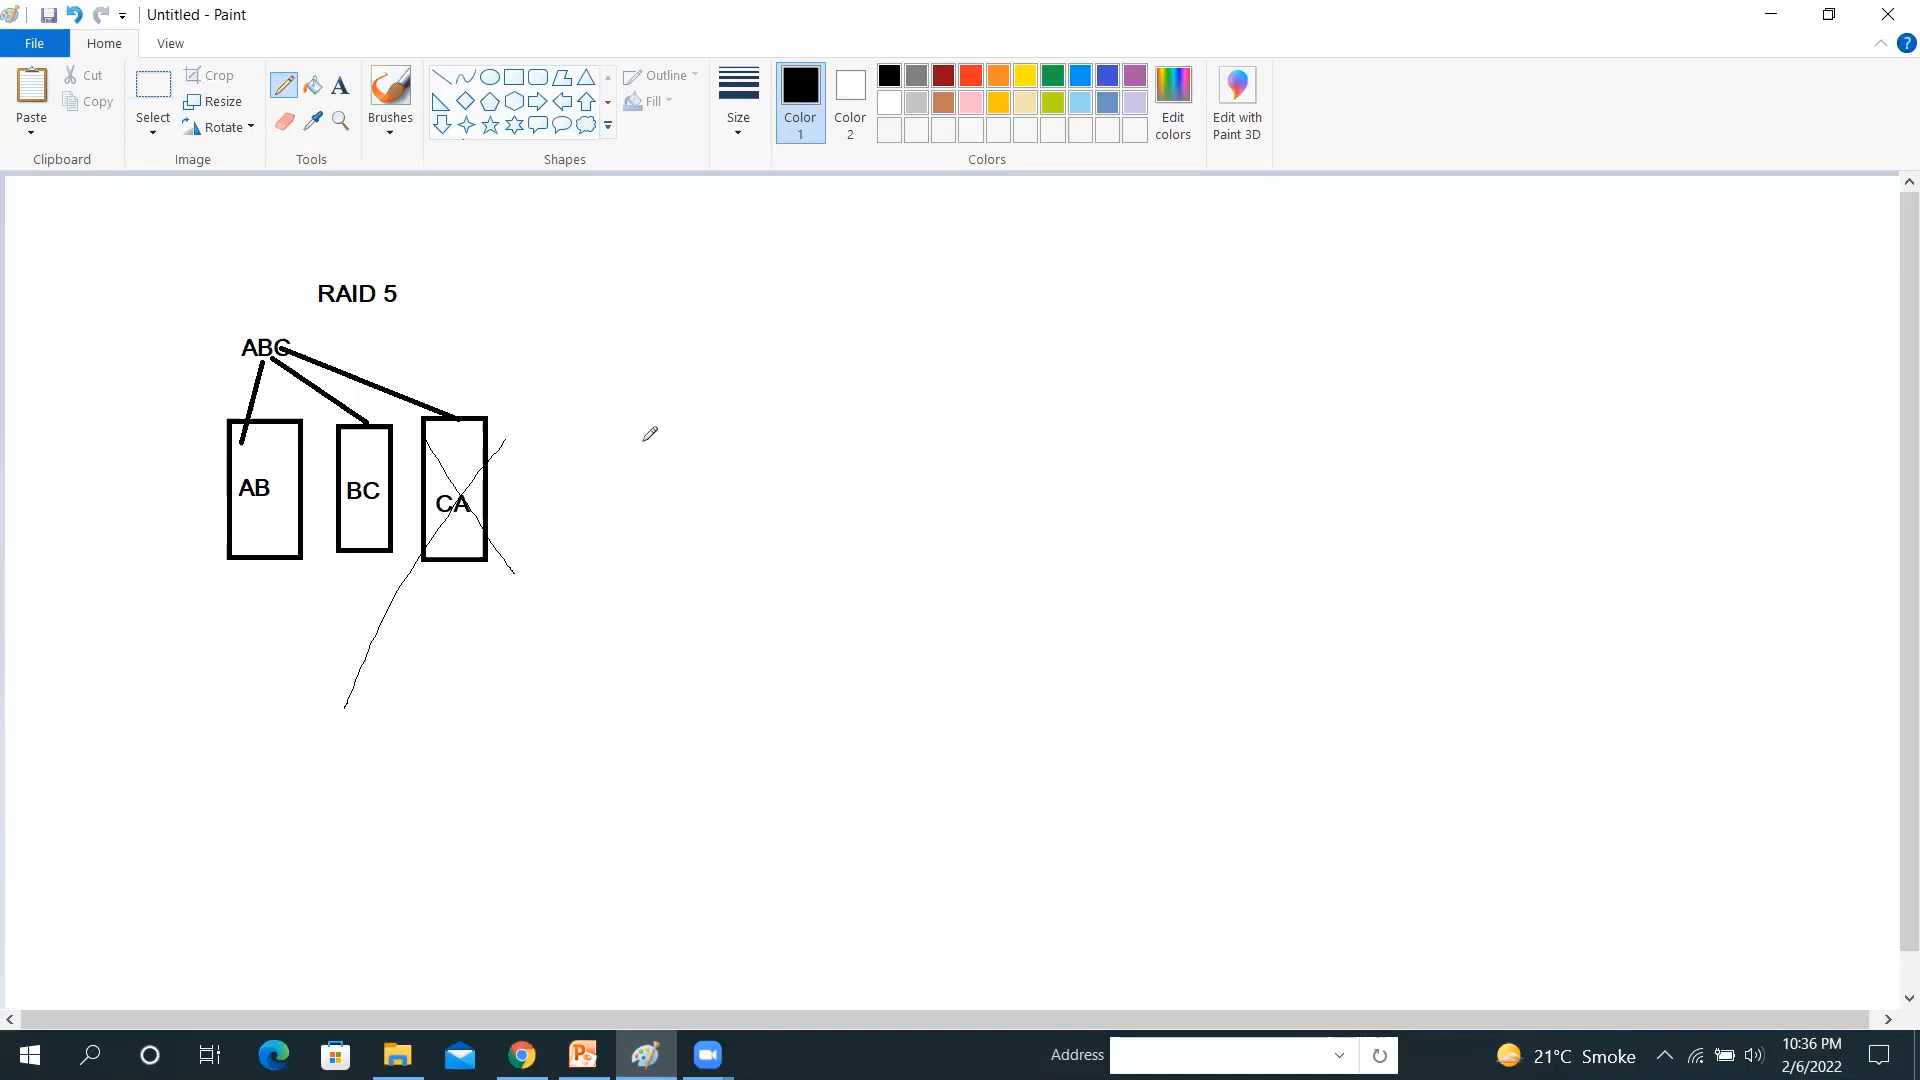 Untitled - Paint
File Home View
Paste
Cut
Copy
Clipboard
Select
Crop
Resize
Rotate
Image
Tools
Brushes
Shapes
Outline
Fill
Size
Color 1
Color 2
Colors
Edit colors
Edit with Paint 3D
RAID 5
ABC
AB
BC
CA
Address
21°C Smoke
10:36 PM
2/6/2022